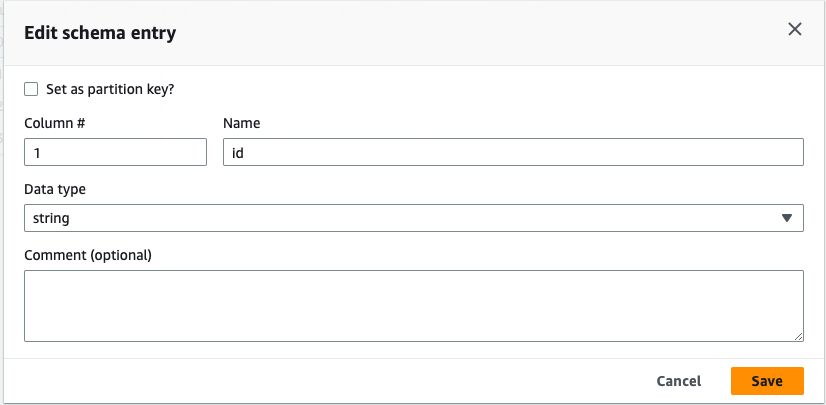 Edit schema entry
Set as partition key?
Column #
Name
1
id
Data type
string
Comment (optional)
Cancel
Save